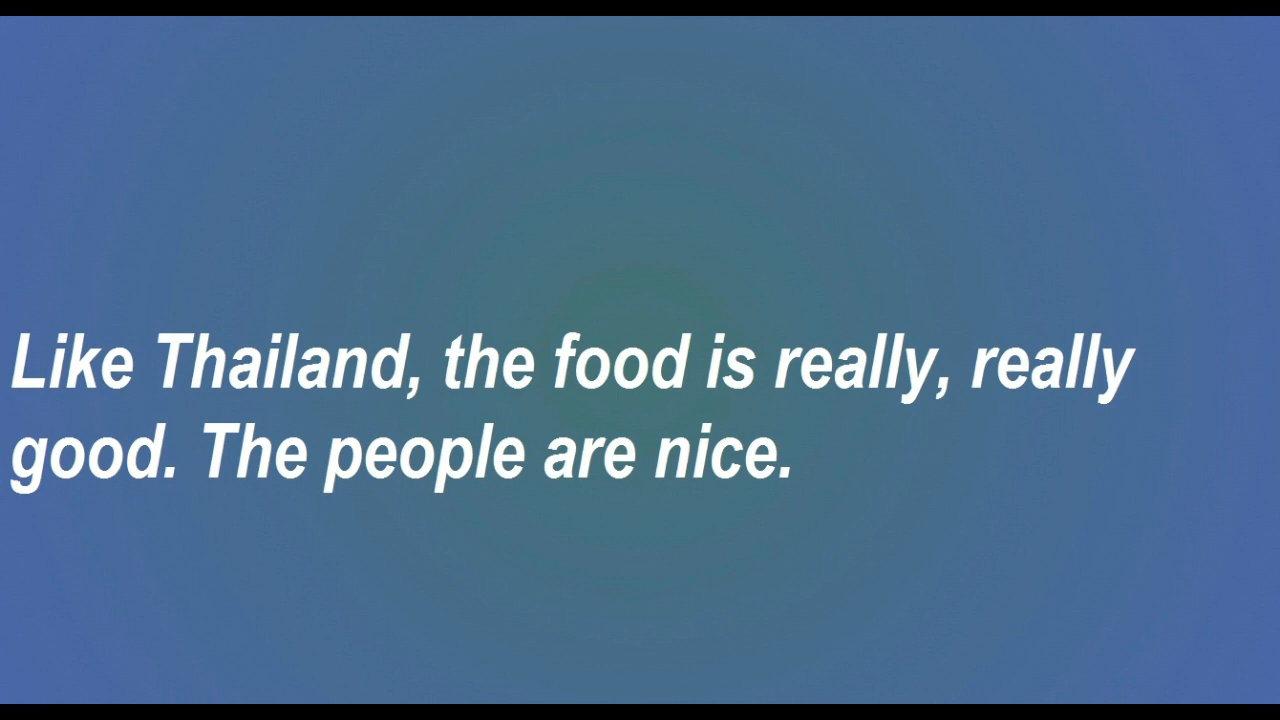 Like Thailand, the food is really, really
good. The people are nice.